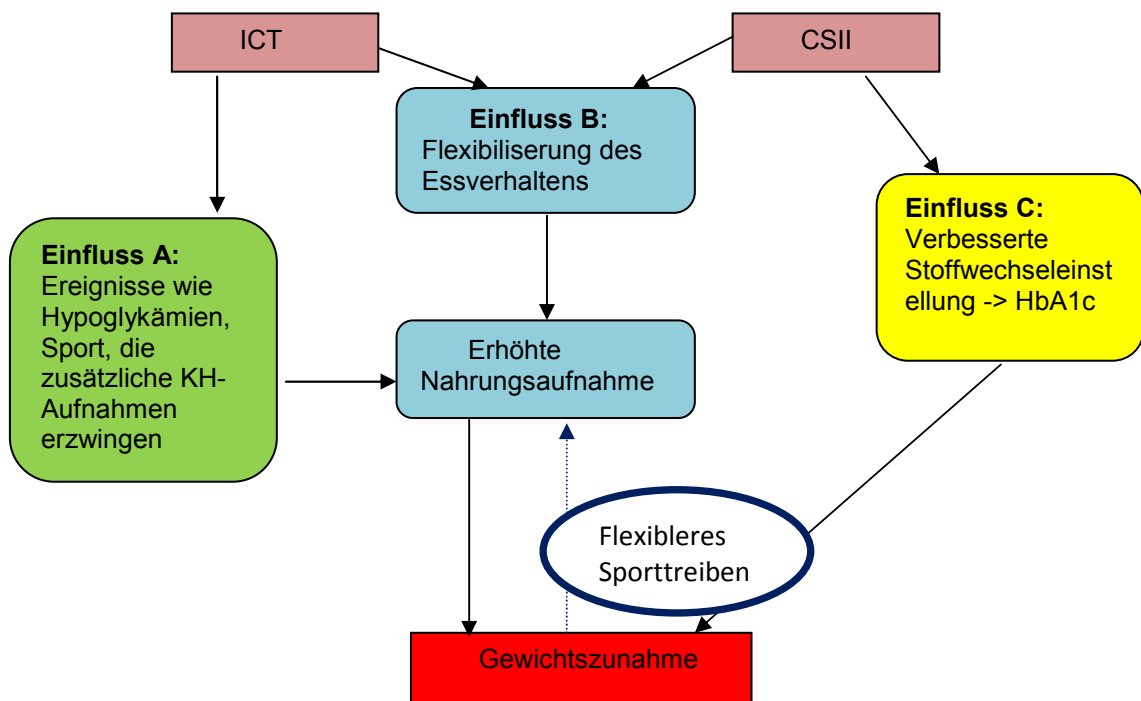 ICT
CSII
Einfluss B:
Flexibiliserung des
Essverhaltens
Einfluss A:
Ereignisse wie
Hypoglykämien,
Sport, die
zusätzliche KH-
Aufnahmen
erzwingen
Einfluss C:
Verbesserte
Stoffwechseleinst
ellung -> HbA1c
Erhöhte
Nahrungsaufnahme
Flexibleres
Sporttreiben
Gewichtszunahme